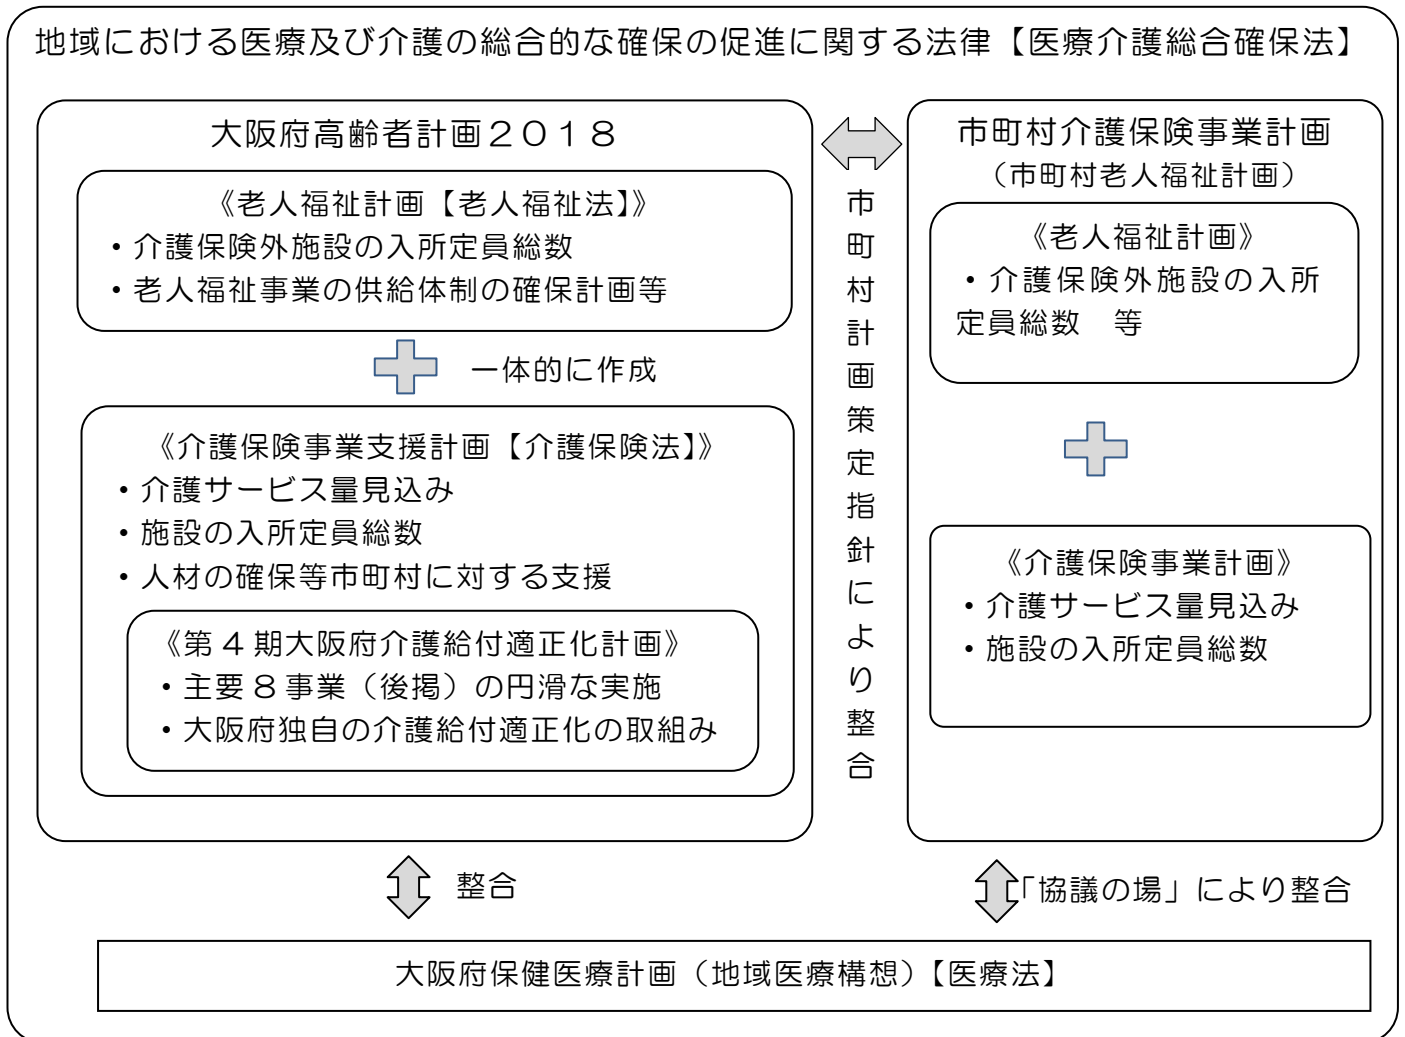 地域における医療及び介護の総合的な確保の促進に関する法律【医療介護総合確保法】
大阪府高齢者計画２０１８
《老人福祉計画【老人福祉法】》
・介護保険外施設の入所定員総数
・老人福祉事業の供給体制の確保計画等
一体的に作成
《介護保険事業支援計画【介護保険法】》
・介護サービス量見込み
・施設の入所定員総数
・人材の確保等市町村に対する支援
《第４期大阪府介護給付適正化計画》
・主要８事業（後掲）の円滑な実施
・大阪府独自の介護給付適正化の取組み
市町村計画策定指針により整合
市町村介護保険事業計画
（市町村老人福祉計画）
《老人福祉計画》
・介護保険外施設の入所
定員総数　等
《介護保険事業計画》
・介護サービス量見込み
・施設の入所定員総数
整合
「協議の場」により整合
大阪府保健医療計画（地域医療構想）【医療法】